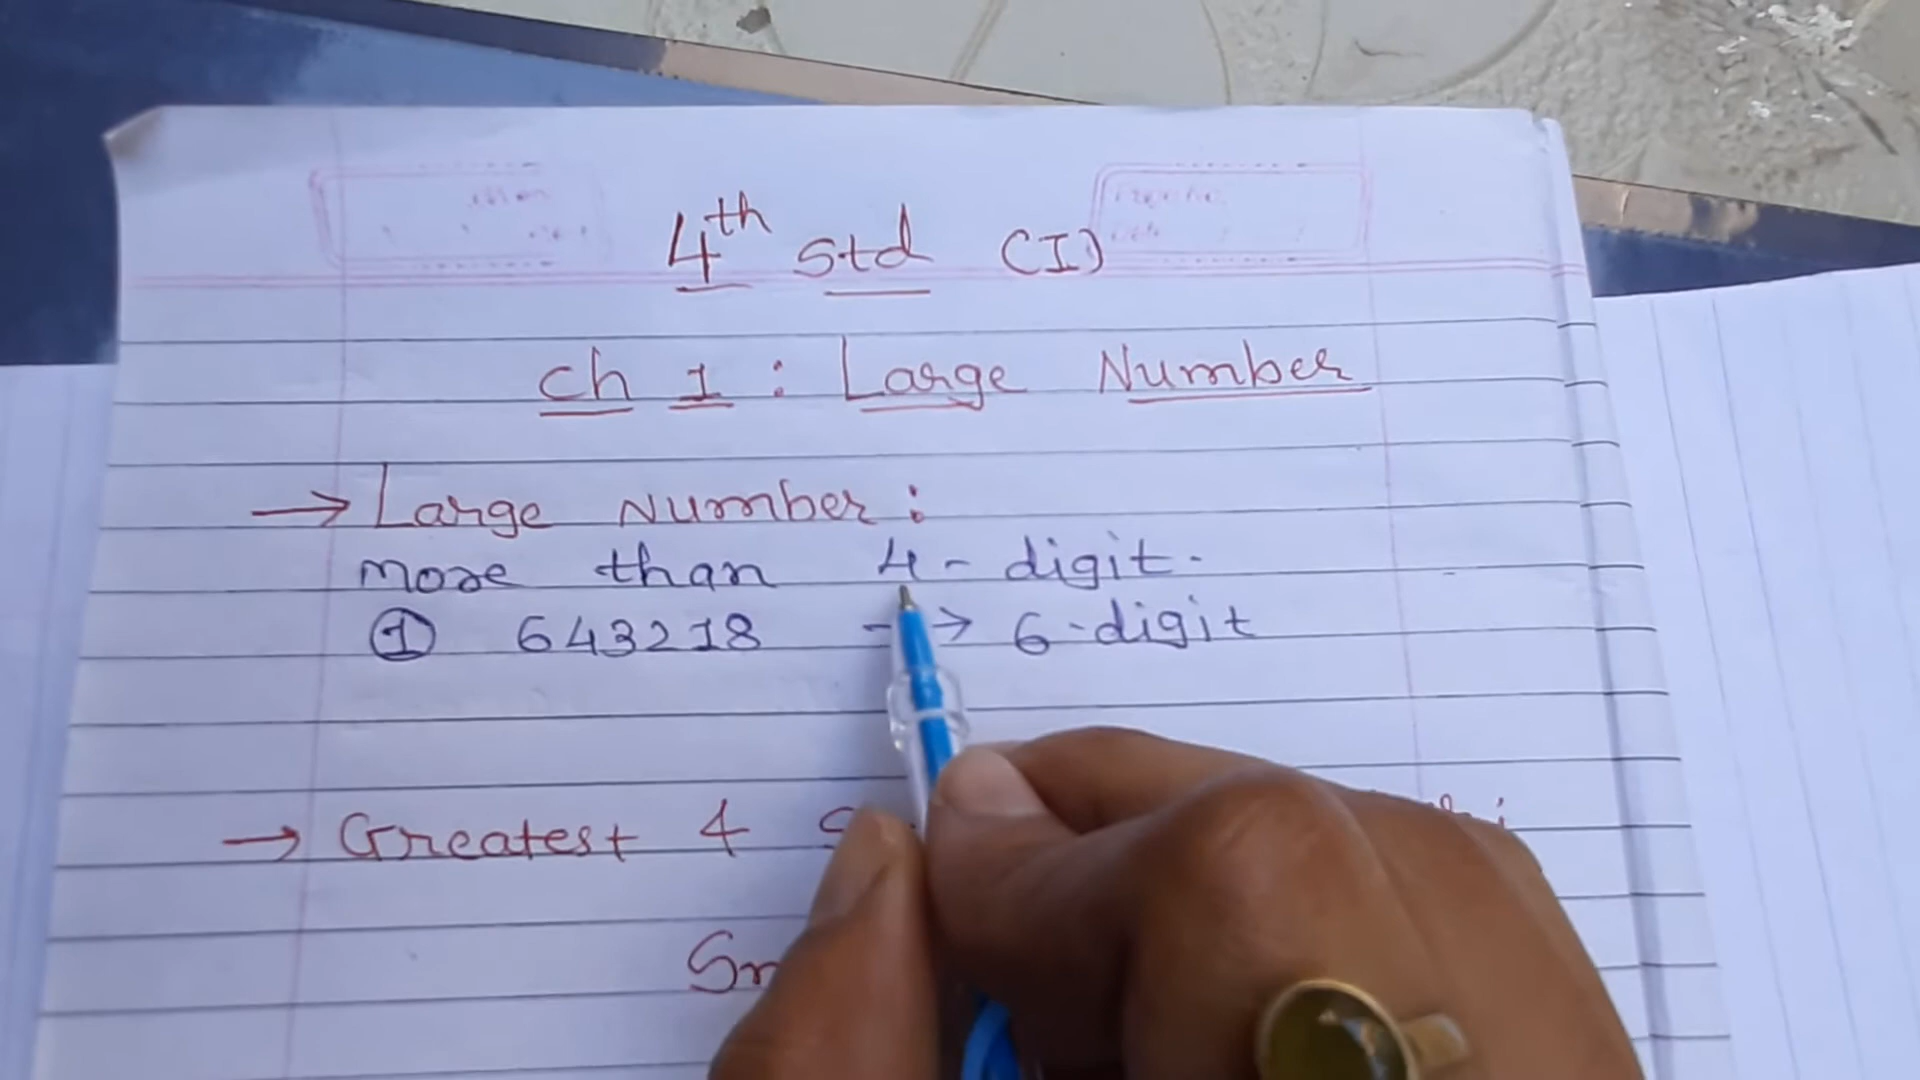 4th std (I)
Ch 1 : Large Number
→ Large Number :
more than 4 - digit.
① 643218 --> 6-digit
→ Greatest 4